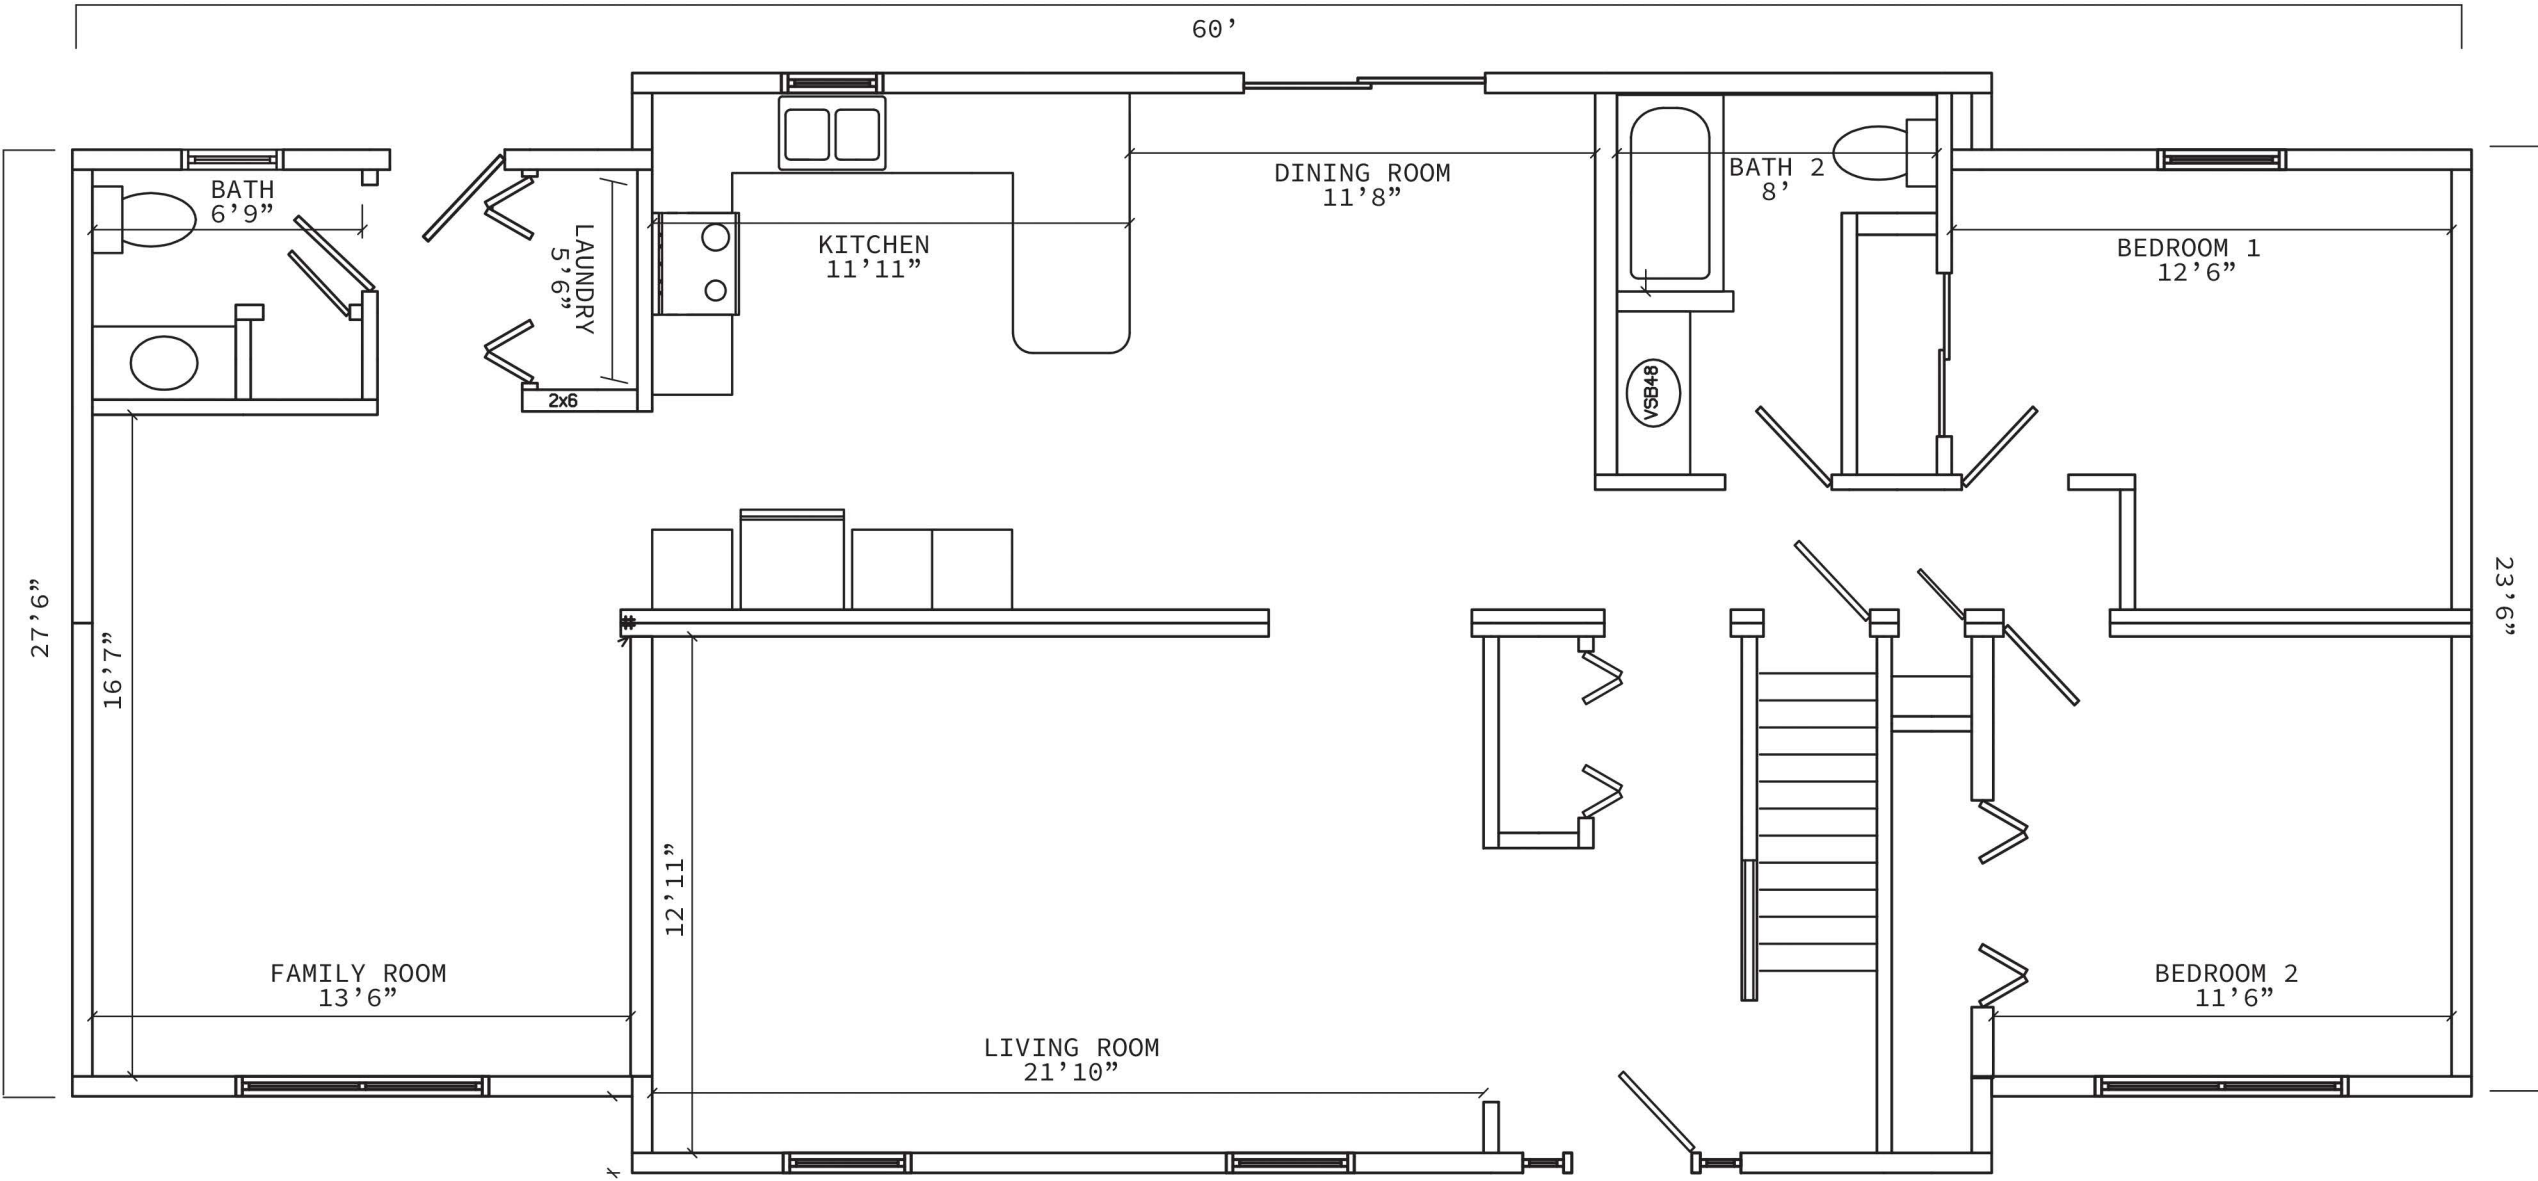 60’
BATH
6’9”
LAUNDRY
5’6”
2x6
KITCHEN
11’11”
DINING ROOM
11’8”
BATH 2
8’
VSB48
BEDROOM 1
12’6”
27’6”
16’7”
23’6”
FAMILY ROOM
13’6”
12’11”
LIVING ROOM
21’10”
BEDROOM 2
11’6”